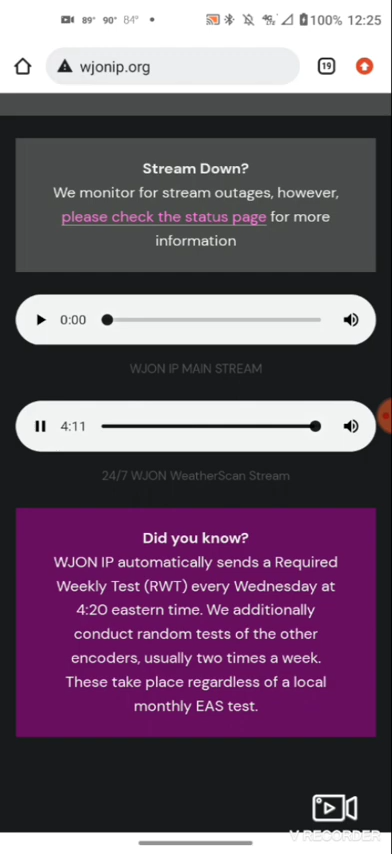 89° 90° 84° 100% 12:25
wjonip.org 19
Stream Down?
We monitor for stream outages, however,
please check the status page for more
information
0:00
WJON IP MAIN STREAM
4:11
24/7 WJON WeatherScan Stream
Did you know?
WJON IP automatically sends a Required
Weekly Test (RWT) every Wednesday at
4:20 eastern time. We additionally
conduct random tests of the other
encoders, usually two times a week.
These take place regardless of a local
monthly EAS test.
V RECORDER